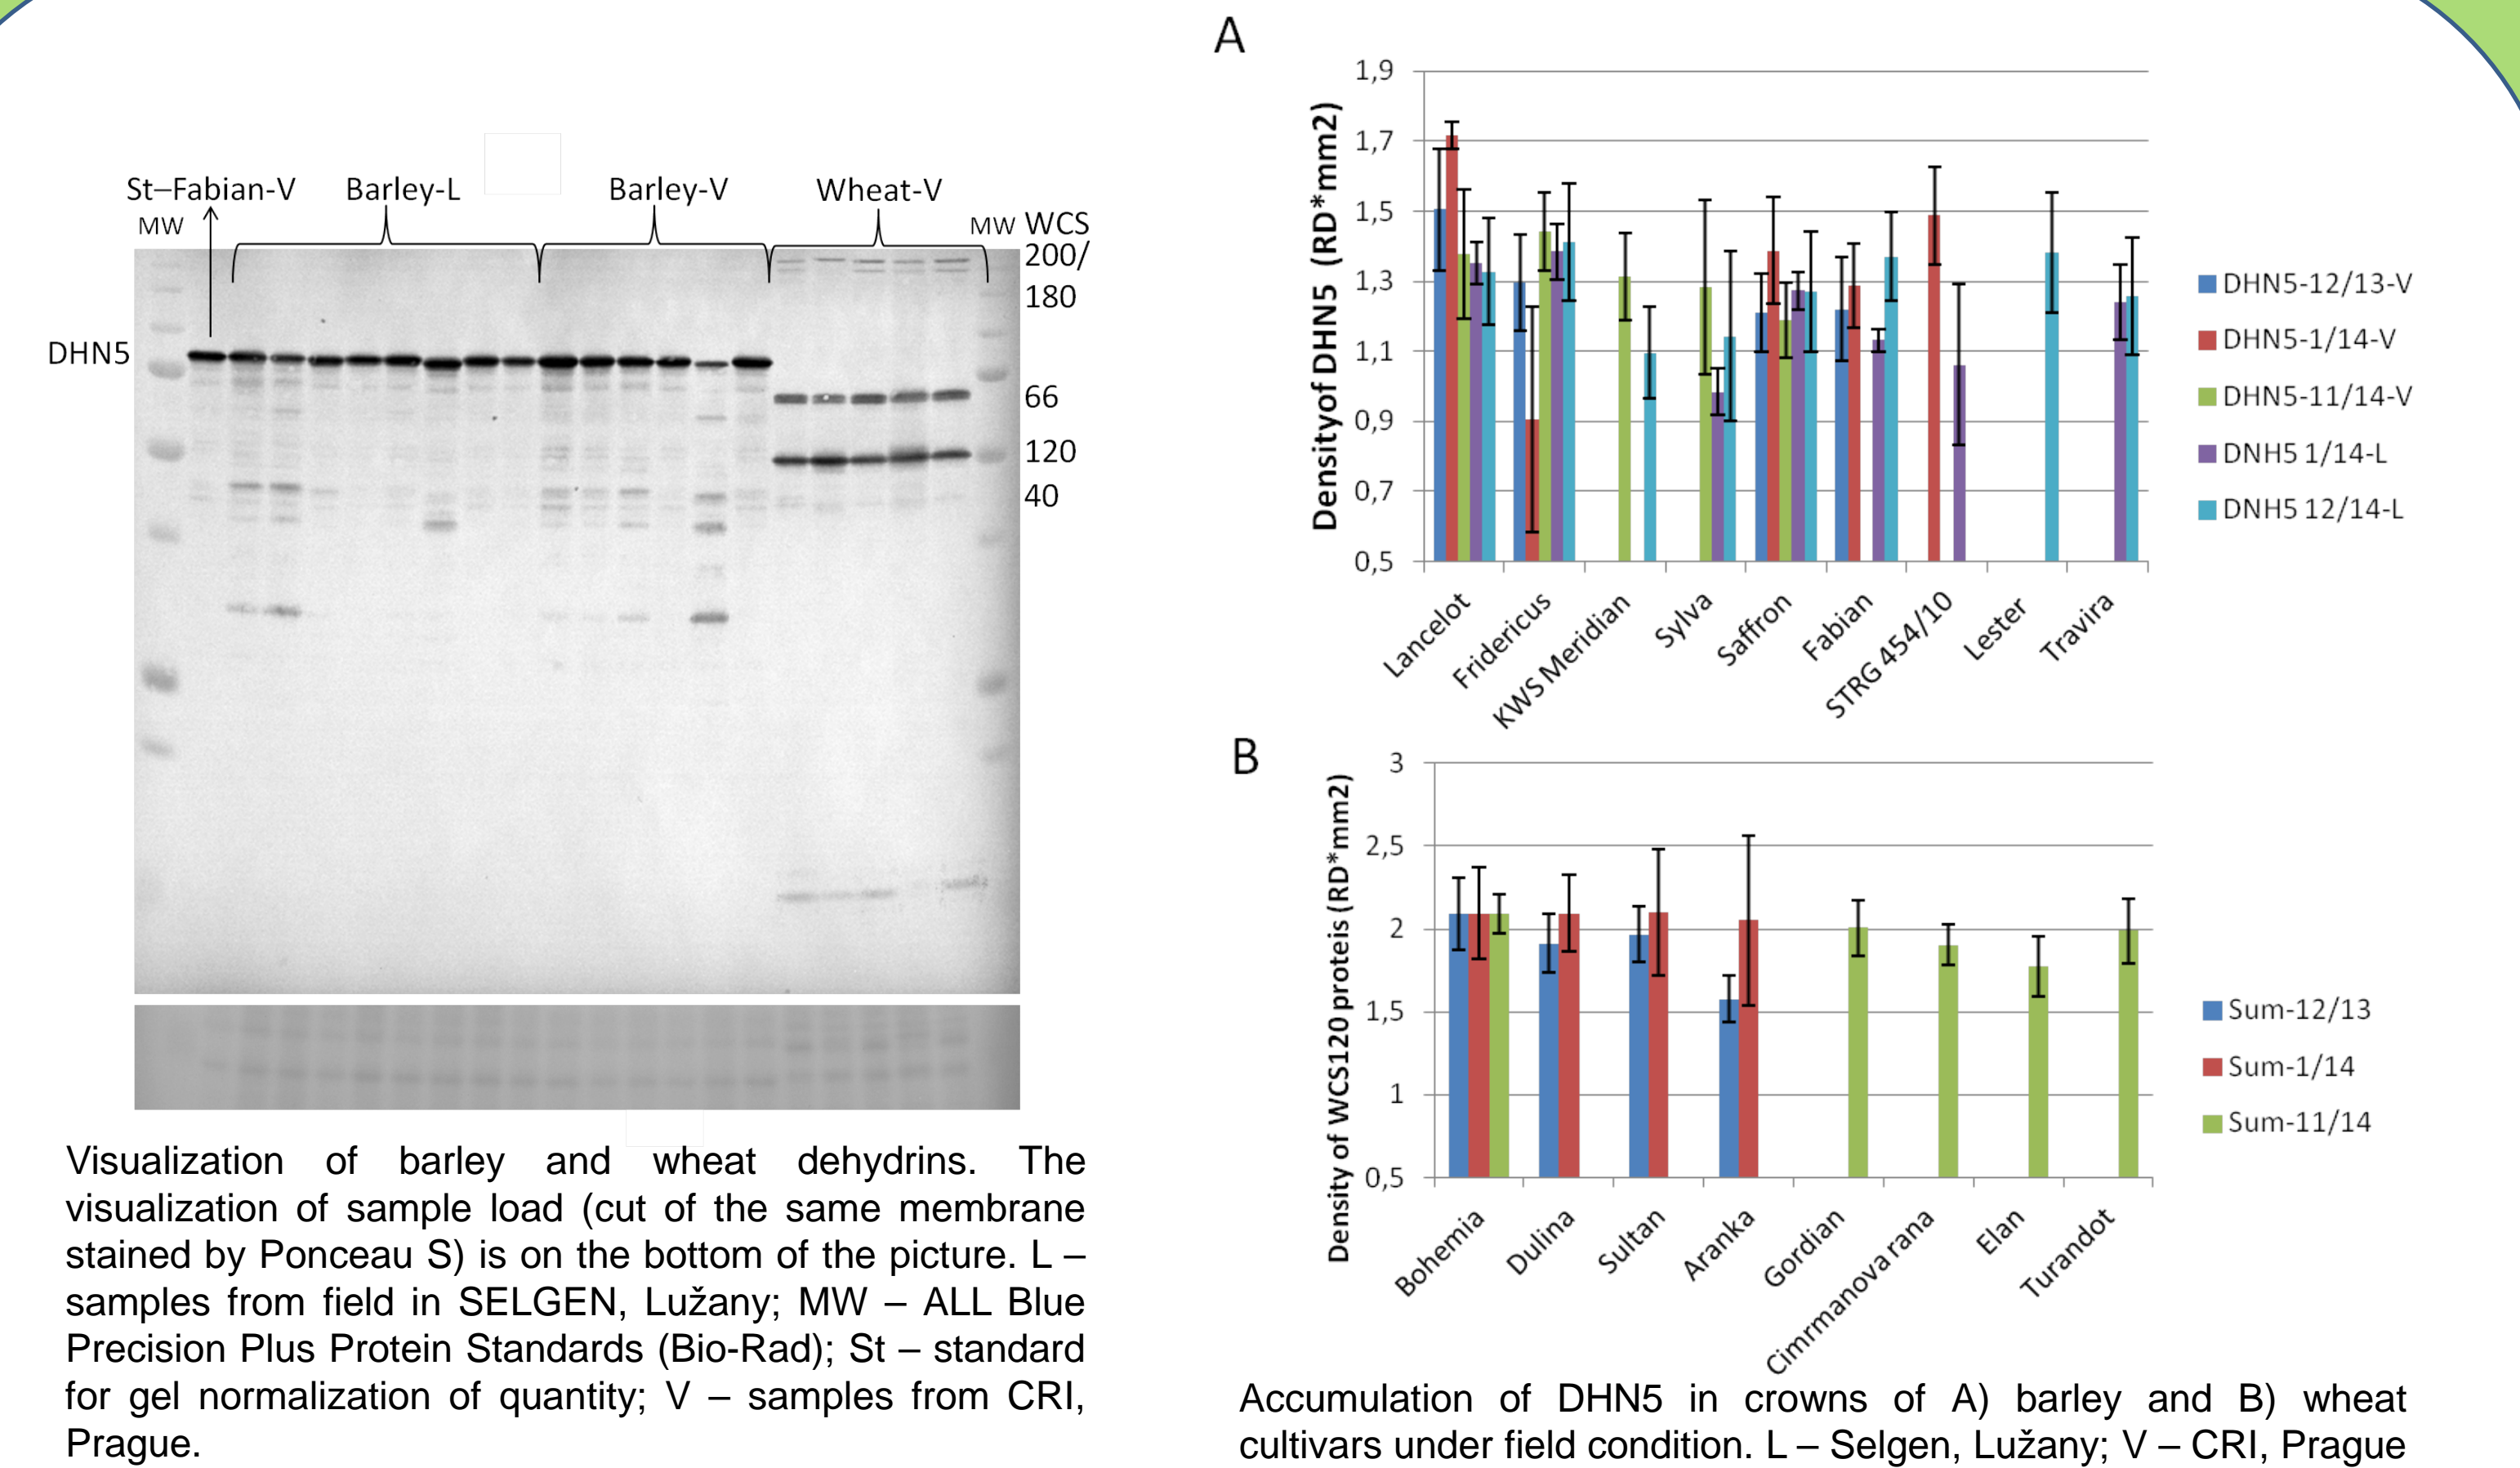 St–Fabian-V
Barley-L
Barley-V
Wheat-V
MW
MW
WCS
200/
180
DHN5
66
120
40
Visualization of barley and wheat dehydrins. The
visualization of sample load (cut of the same membrane
stained by Ponceau S) is on the bottom of the picture. L –
samples from field in SELGEN, Lužany; MW – ALL Blue
Precision Plus Protein Standards (Bio-Rad); St – standard
for gel normalization of quantity; V – samples from CRI,
Prague.
A
Densityof DHN5 (RD*mm2)
1,9
1,7
1,5
1,3
1,1
0,9
0,7
0,5
Lancelot
Fridericus
KWS Meridian
Sylva
Saffron
Fabian
STRG 454/10
Lester
Travira
DHN5-12/13-V
DHN5-1/14-V
DHN5-11/14-V
DNH5 1/14-L
DNH5 12/14-L
B
Density of WCS120 proteis (RD*mm2)
3
2,5
2
1,5
1
0,5
Bohemia
Dulina
Sultan
Aranka
Gordian
Cimrmanova rana
Elan
Turandot
Sum-12/13
Sum-1/14
Sum-11/14
Accumulation of DHN5 in crowns of A) barley and B) wheat
cultivars under field condition. L – Selgen, Lužany; V – CRI, Prague